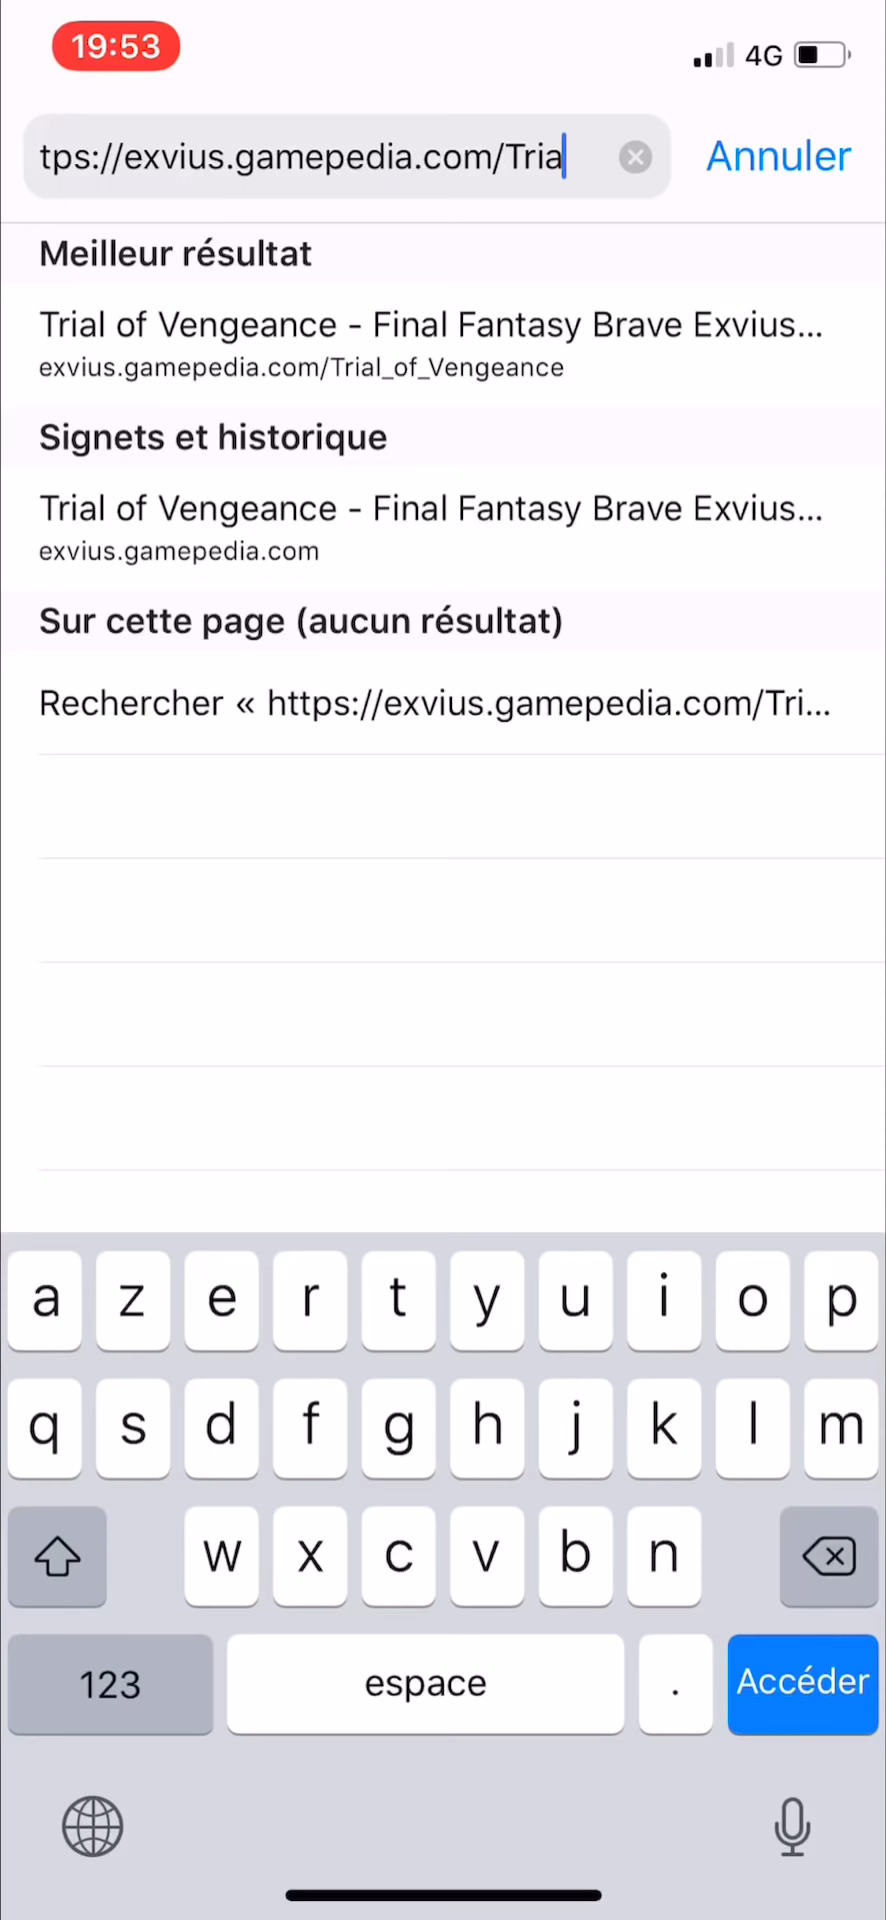 19:53
4G
tps://exvius.gamepedia.com/Tria
Annuler
Meilleur résultat
Trial of Vengeance - Final Fantasy Brave Exvius...
exvius.gamepedia.com/Trial_of_Vengeance
Signets et historique
Trial of Vengeance - Final Fantasy Brave Exvius...
exvius.gamepedia.com
Sur cette page (aucun résultat)
Rechercher « https://exvius.gamepedia.com/Tri...
a z e r t y u i o p
q s d f g h j k l m
w x c v b n
123 espace . Accéder